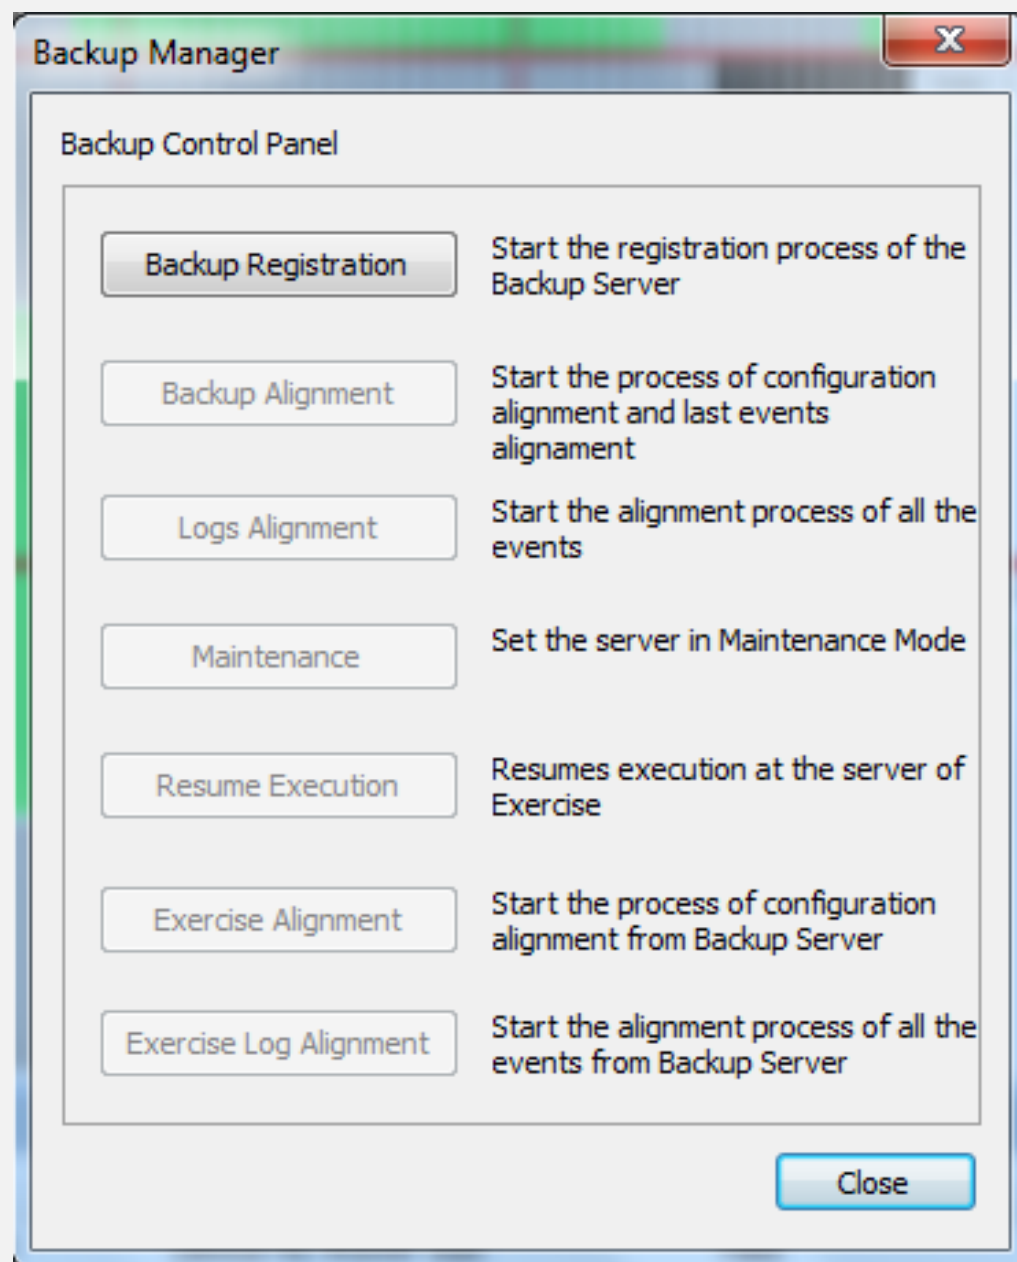 Backup Manager
Backup Control Panel
Backup Registration
Start the registration process of the
Backup Server
Backup Alignment
Start the process of configuration
alignment and last events
alignament
Logs Alignment
Start the alignment process of all the
events
Maintenance
Set the server in Maintenance Mode
Resume Execution
Resumes execution at the server of
Exercise
Exercise Alignment
Start the process of configuration
alignment from Backup Server
Exercise Log Alignment
Start the alignment process of all the
events from Backup Server
Close